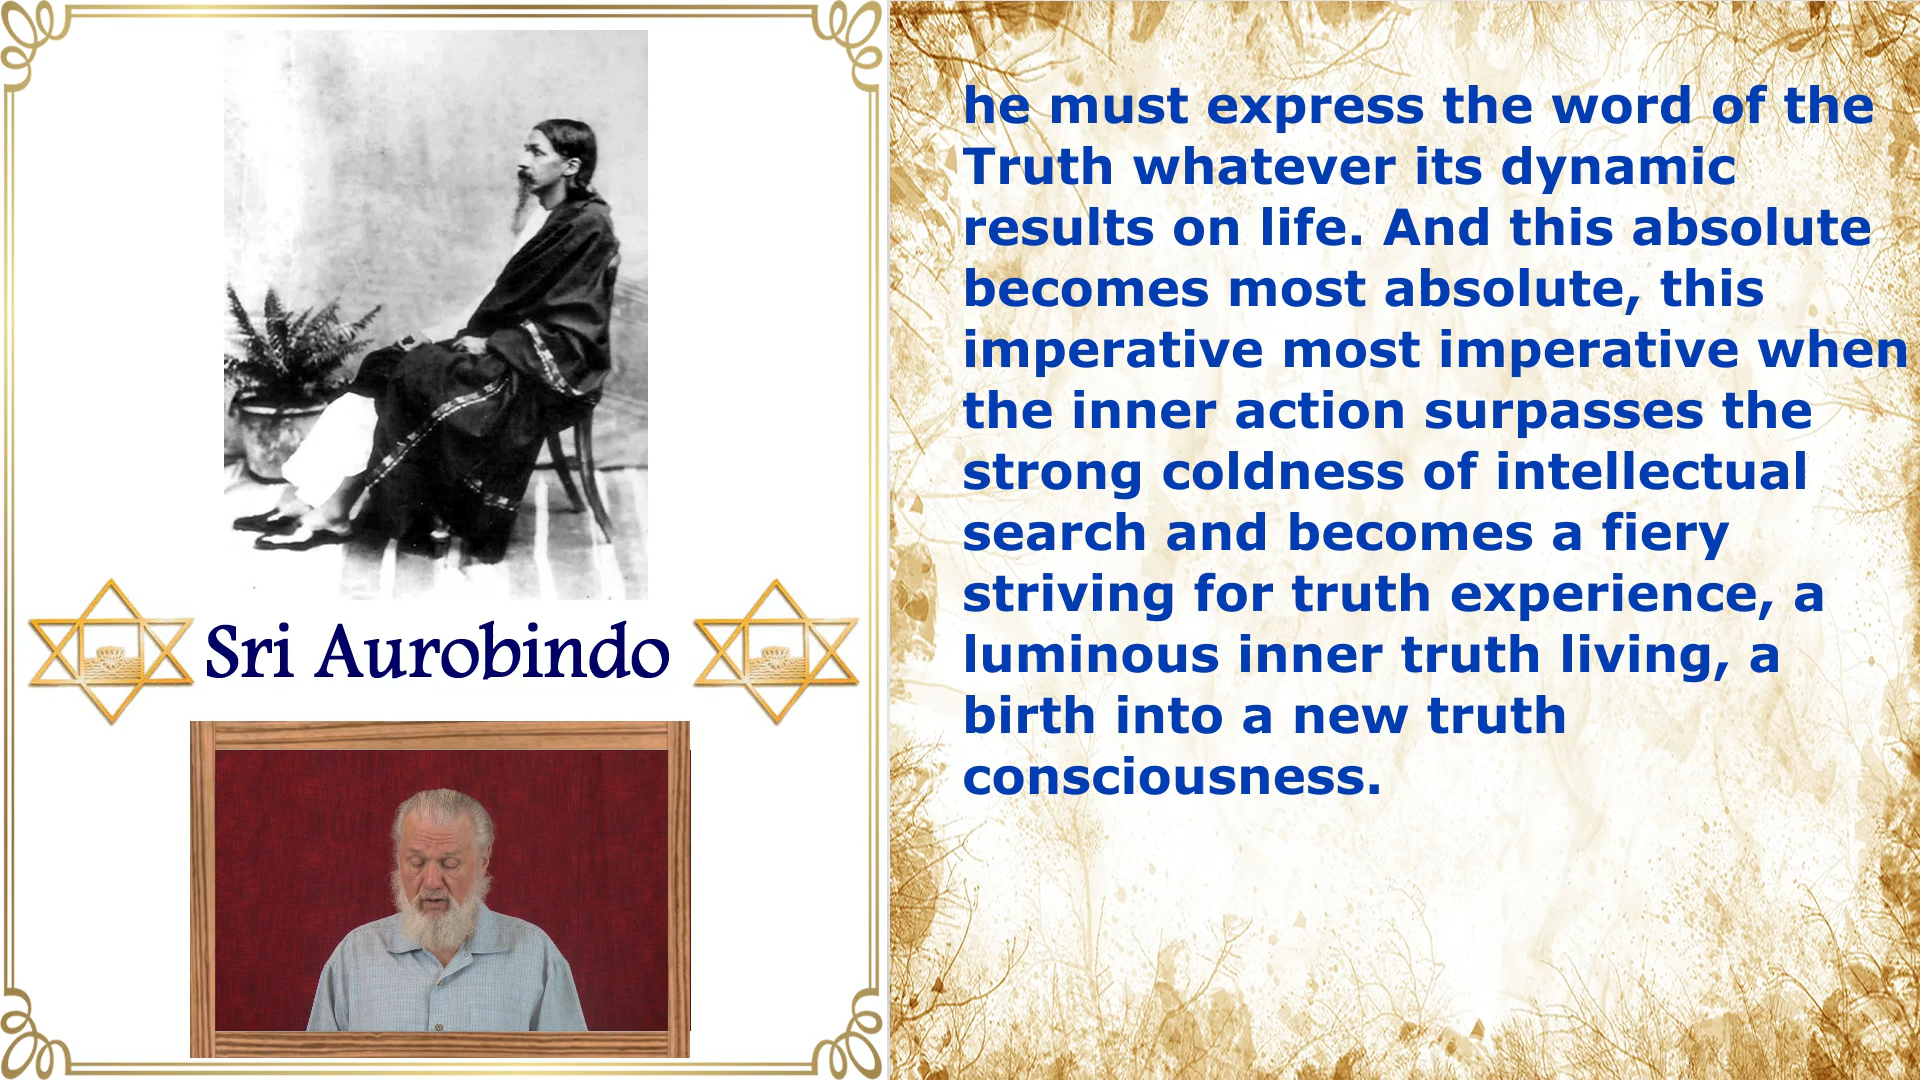 Sri Aurobindo
he must express the word of the
Truth whatever its dynamic
results on life. And this absolute
becomes most absolute, this
imperative most imperative when
the inner action surpasses the
strong coldness of intellectual
search and becomes a fiery
striving for truth experience, a
luminous inner truth living, a
birth into a new truth
consciousness.